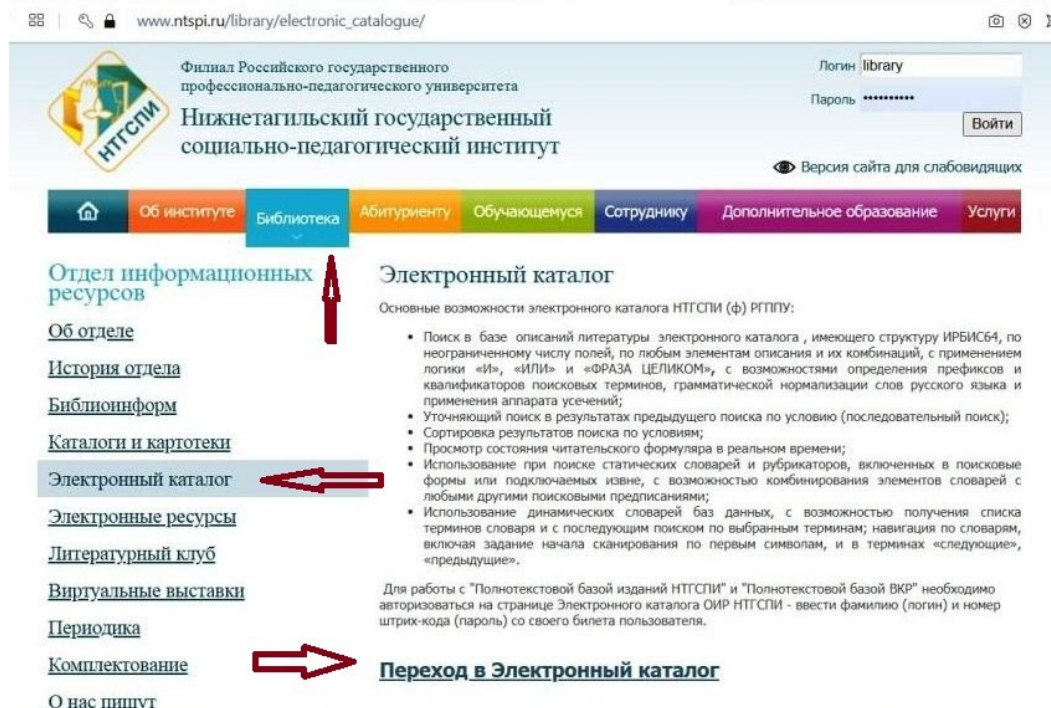 www.ntspi.ru/library/electronic_catalogue/
Филиал Российского государственного
профессионально-педагогического университета
Нижнетагильский государственный
социально-педагогический институт
НТГСПИ
Логин library
Пароль ••••••••••
Войти
Версия сайта для слабовидящих
Об институте Библиотека Абитуриенту Обучающемуся Сотруднику Дополнительное образование Услуги
Отдел информационных
ресурсов
Об отделе
История отдела
Библиоинформ
Каталоги и картотеки
Электронный каталог
Электронные ресурсы
Литературный клуб
Виртуальные выставки
Периодика
Комплектование
О нас пишут
Электронный каталог
Основные возможности электронного каталога НТГСПИ (ф) РГППУ:
• Поиск в базе описаний литературы электронного каталога , имеющего структуру ИРБИС64, по
неограниченному числу полей, по любым элементам описания и их комбинаций, с применением
логики «И», «ИЛИ» и «ФРАЗА ЦЕЛИКОМ», с возможностями определения префиксов и
квалификаторов поисковых терминов, грамматической нормализации слов русского языка и
применения аппарата усечений;
• Уточняющий поиск в результатах предыдущего поиска по условию (последовательный поиск);
• Сортировка результатов поиска по условиям;
• Просмотр состояния читательского формуляра в реальном времени;
• Использование при поиске статических словарей и рубрикаторов, включенных в поисковые
формы или подключаемых извне, с возможностью комбинирования элементов словарей с
любыми другими поисковыми предписаниями;
• Использование динамических словарей баз данных, с возможностью получения списка
терминов словаря и с последующим поиском по выбранным терминам; навигация по словарям,
включая задание начала сканирования по первым символам, и в терминах «следующие»,
«предыдущие».
Для работы с "Полнотекстовой базой изданий НТГСПИ" и "Полнотекстовой базой ВКР" необходимо
авторизоваться на странице Электронного каталога ОИР НТГСПИ - ввести фамилию (логин) и номер
штрих-кода (пароль) со своего билета пользователя.
Переход в Электронный каталог